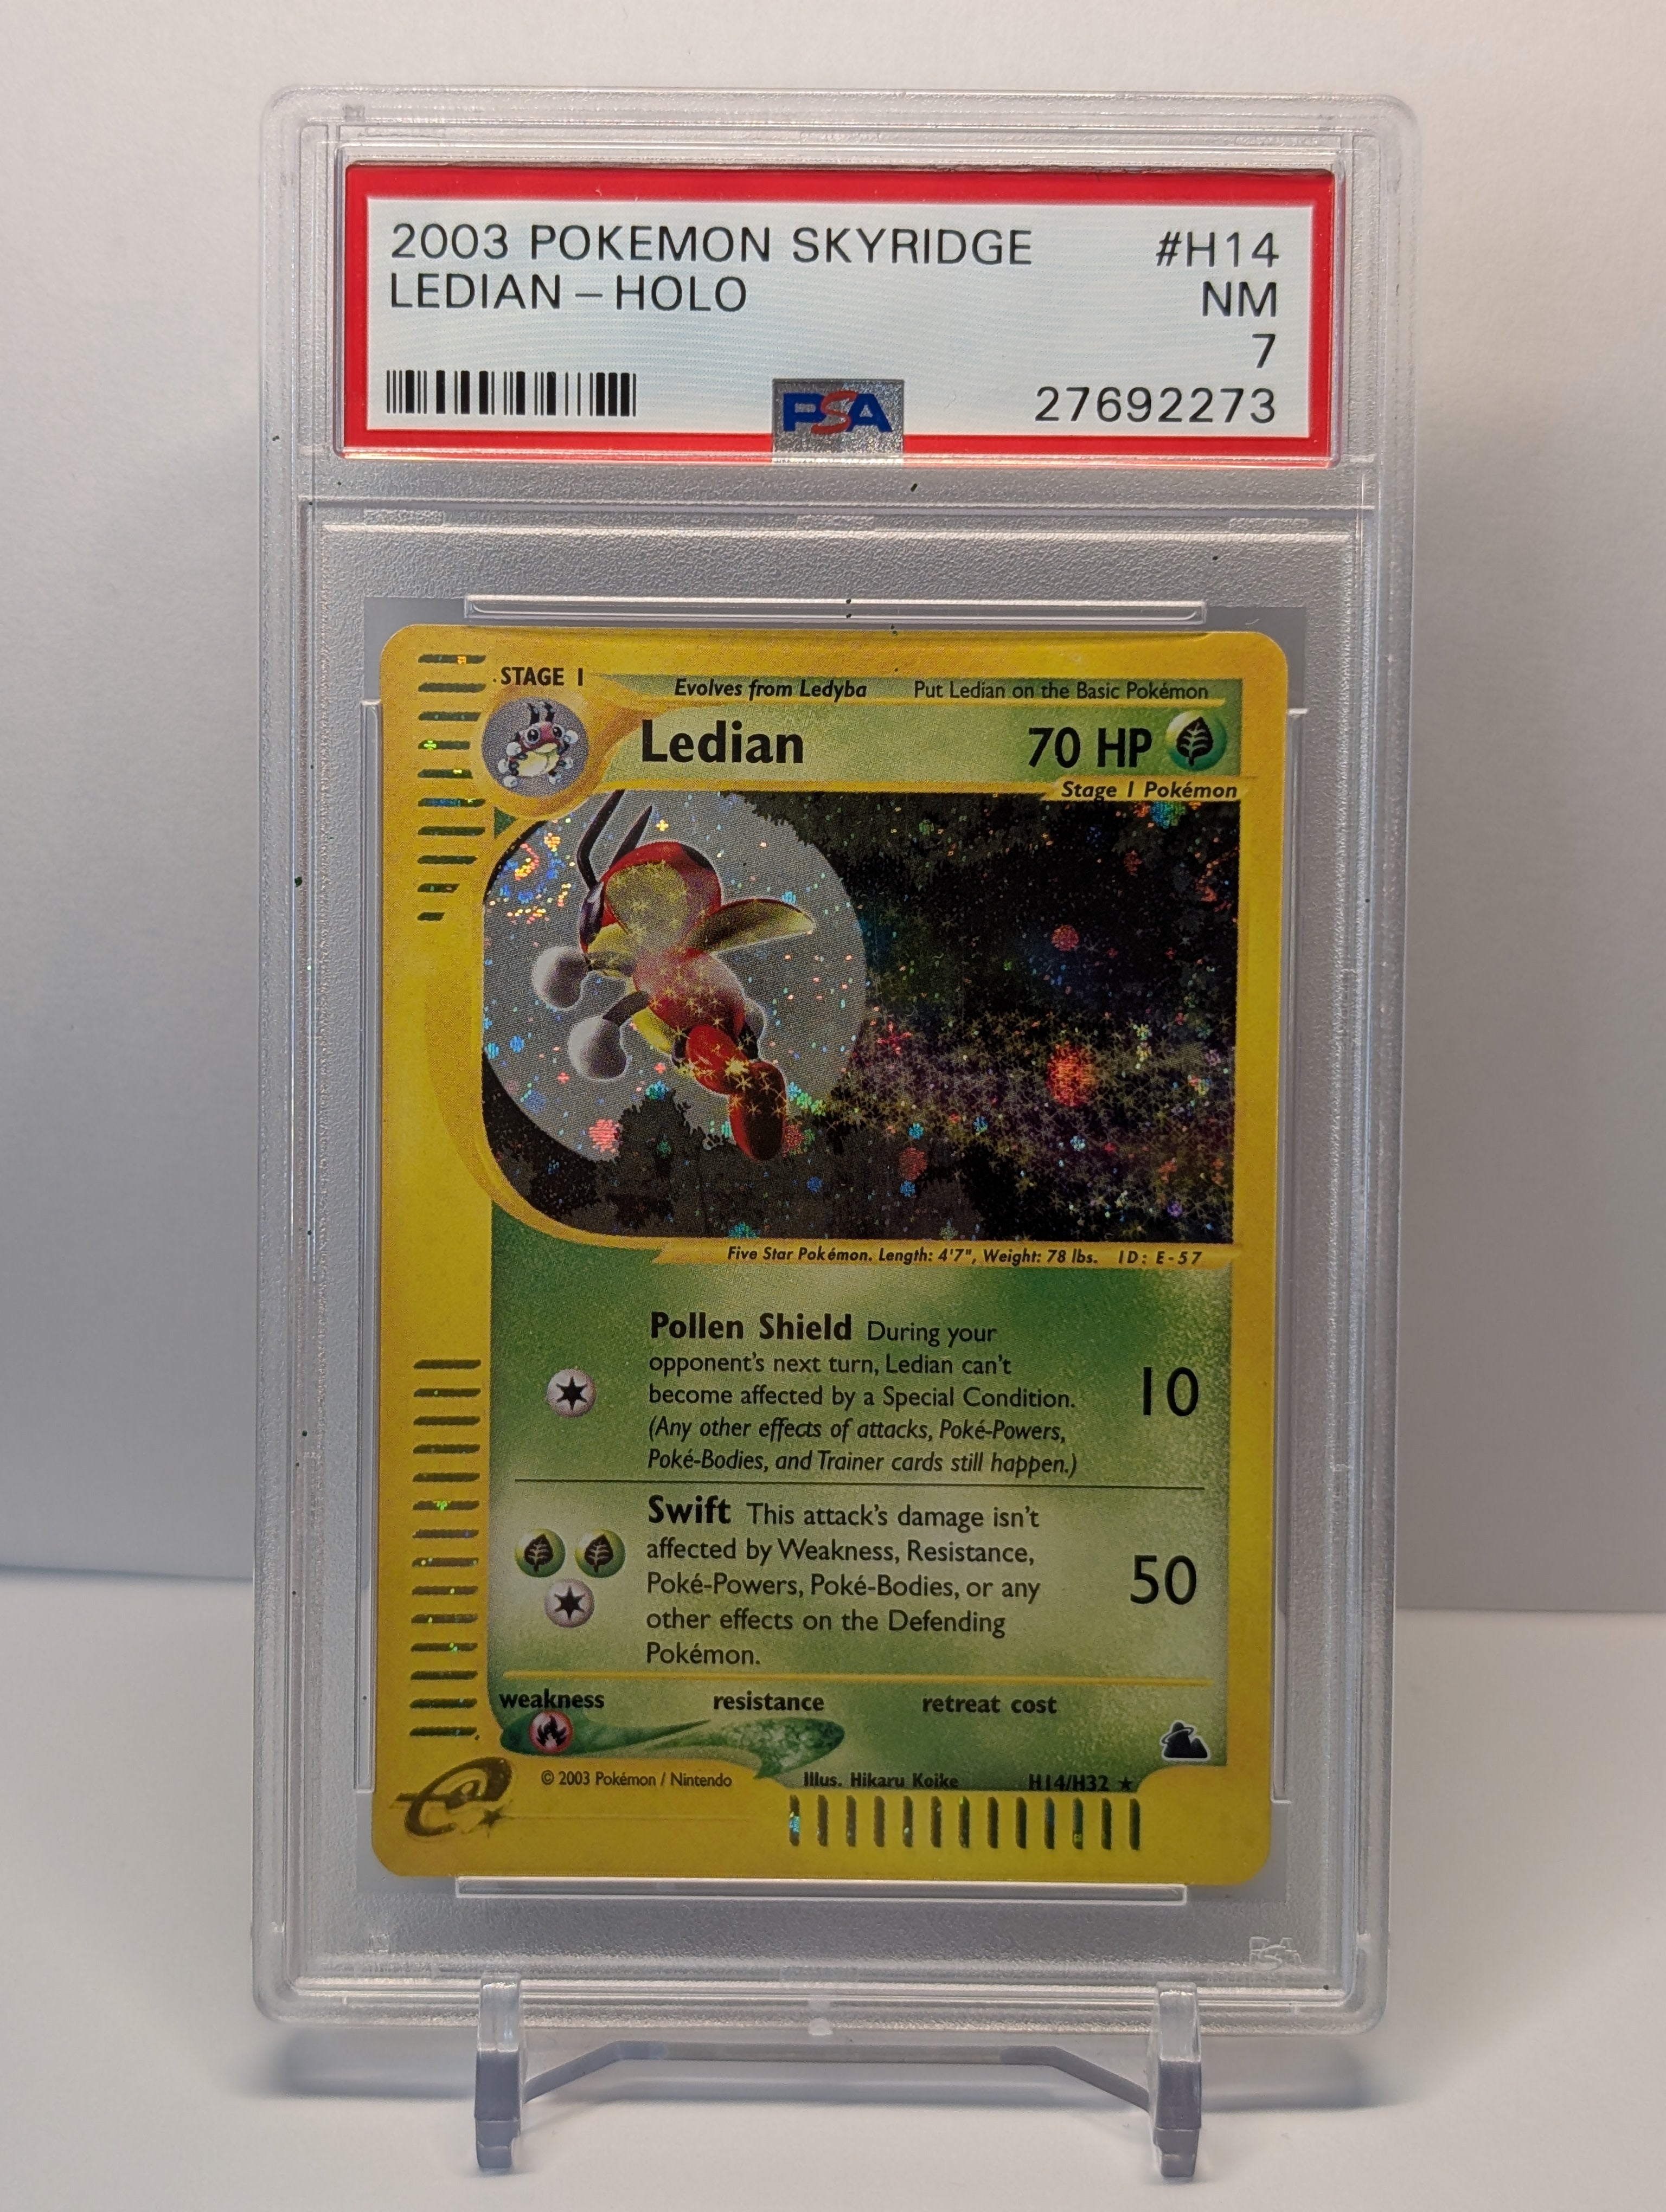 2003 POKEMON SKYRIDGE #H14
LEDIAN - HOLO NM
7
PSA 27692273
STAGE 1
Evolves from Ledyba Put Ledian on the Basic Pokémon
Ledian 70 HP
Stage 1 Pokémon
Five Star Pokémon. Length: 4'7", Weight: 78 lbs. ID: E-57
Pollen Shield During your
opponent's next turn, Ledian can't
become affected by a Special Condition. 10
(Any other effects of attacks, Poké-Powers,
Poké-Bodies, and Trainer cards still happen.)
Swift This attack's damage isn't
affected by Weakness, Resistance,
Poké-Powers, Poké-Bodies, or any 50
other effects on the Defending
Pokémon.
weakness resistance retreat cost
e
© 2003 Pokémon / Nintendo Illus. Hikaru Koike H14/H32 ★
PSA